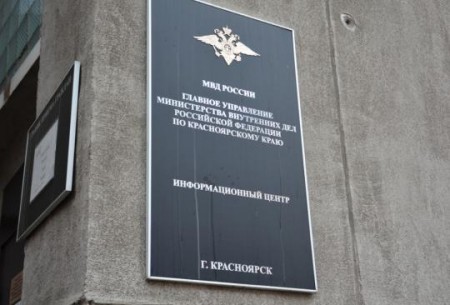 МВД РОССИИ
ГЛАВНОЕ УПРАВЛЕНИЕ
МИНИСТЕРСТВА ВНУТРЕННИХ ДЕЛ
РОССИЙСКОЙ ФЕДЕРАЦИИ
ПО КРАСНОЯРСКОМУ КРАЮ
ИНФОРМАЦИОННЫЙ ЦЕНТР
Г. КРАСНОЯРСК